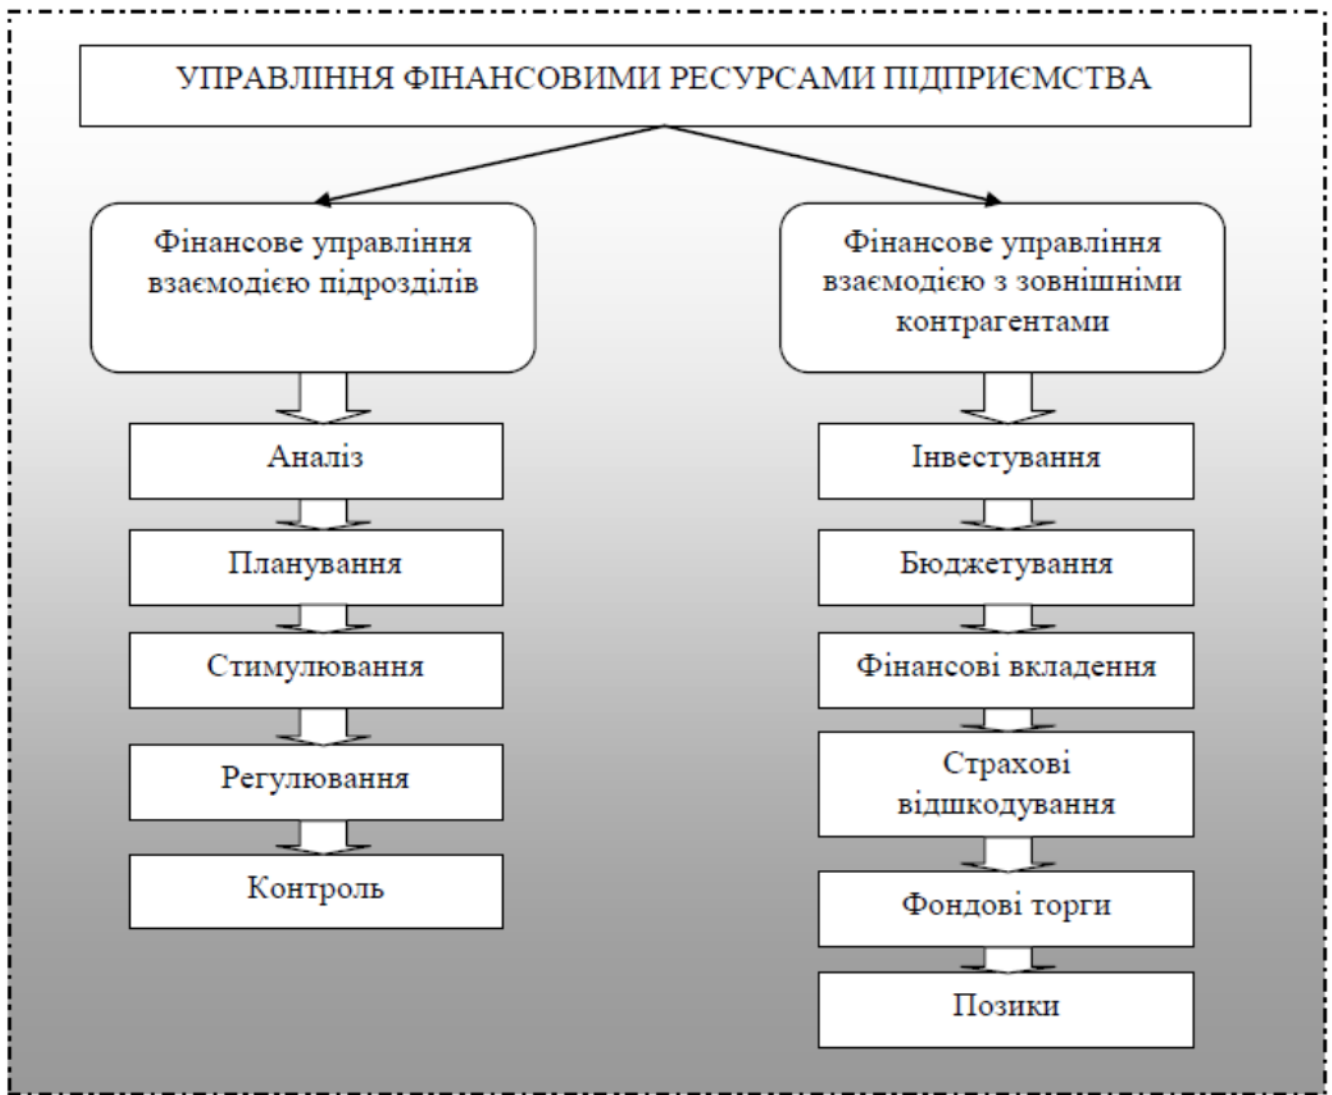 УПРАВЛІННЯ ФІНАНСОВИМИ РЕСУРСАМИ ПІДПРИЄМСТВА
Фінансове управління
взаємодією підрозділів
Аналіз
Планування
Стимулювання
Регулювання
Контроль
Фінансове управління
взаємодією з зовнішніми
контрагентами
Інвестування
Бюджетування
Фінансові вкладення
Страхові
відшкодування
Фондові торги
Позики